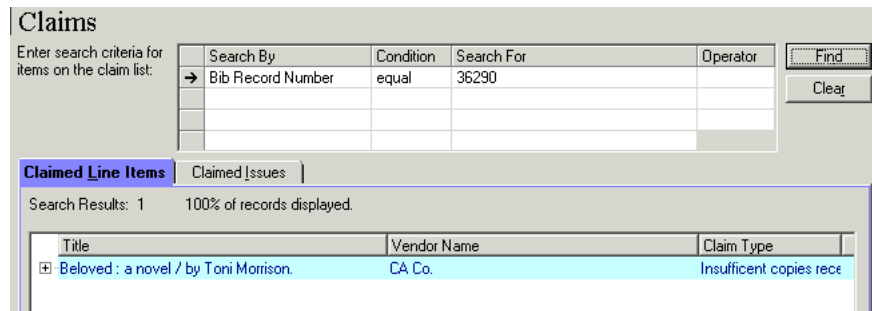 Claims
Enter search criteria for
items on the claim list:
Search By Condition Search For Operator
Bib Record Number equal 36290
Find
Clear
Claimed Line Items Claimed Issues
Search Results: 1 100% of records displayed.
Title Vendor Name Claim Type
Beloved : a novel / by Toni Morrison. CA Co. Insufficent copies rece